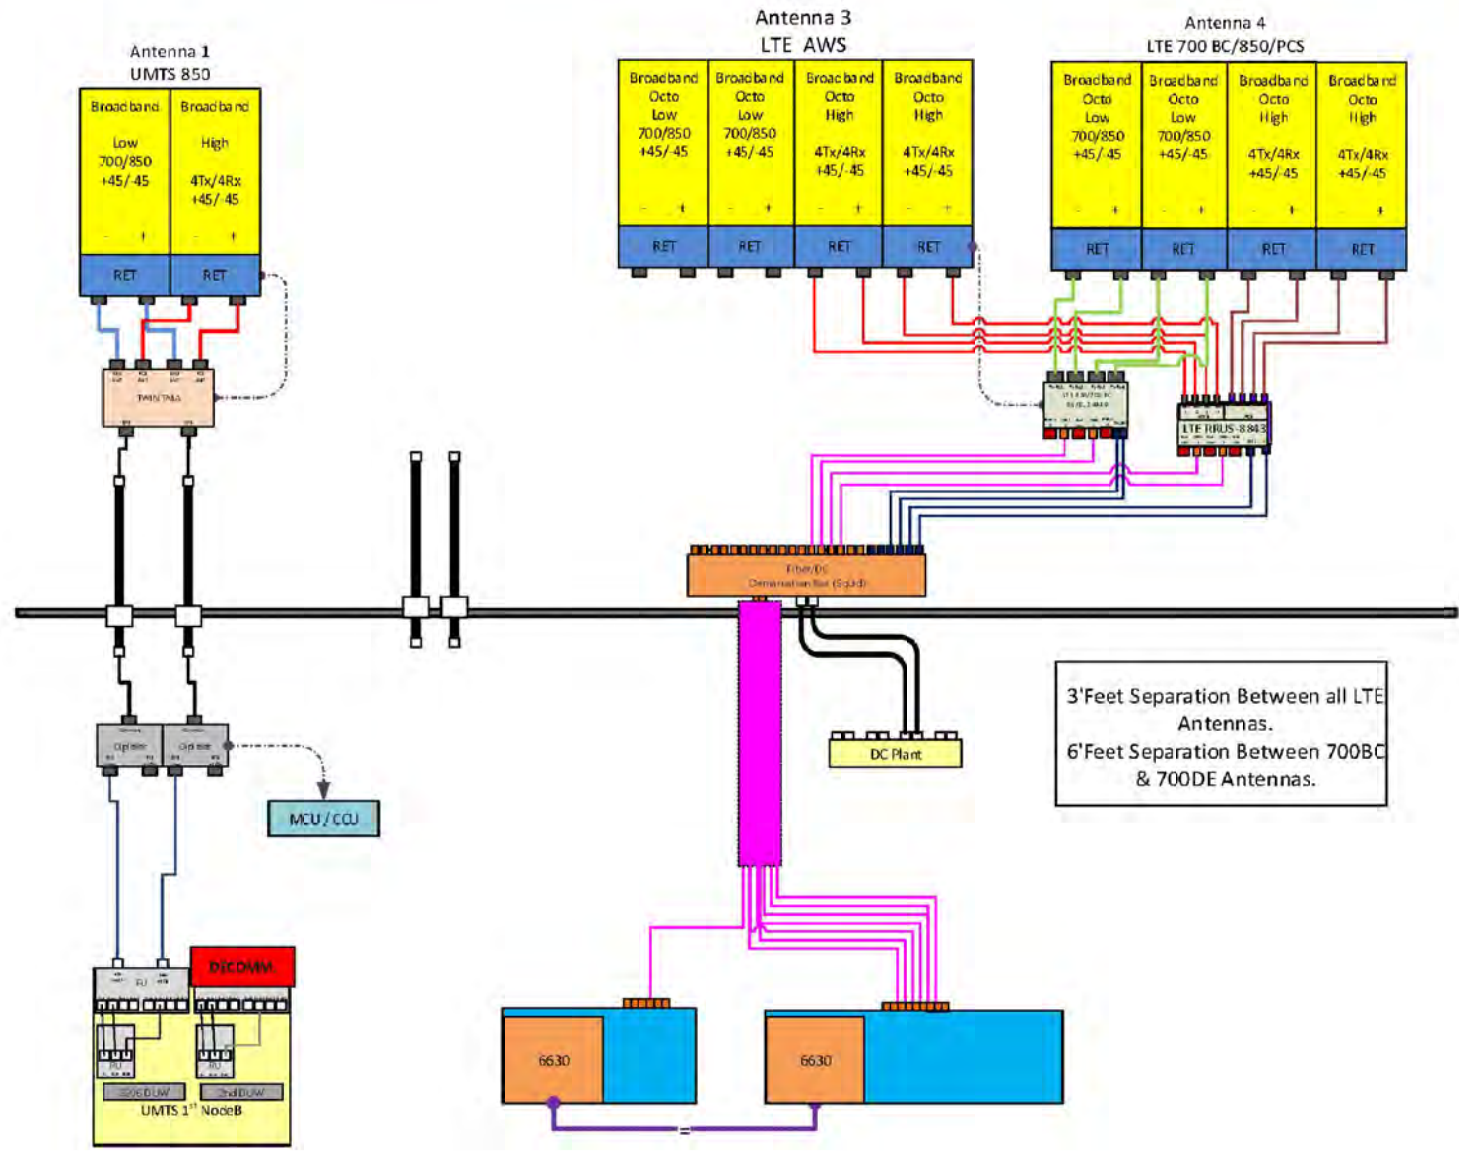 Antenna 1
UMTS 850
Broadband
Low
700/850
+45/-45
- +
Broadband
High
4Tx/4Rx
+45/-45
- +
RET
RET
TWIN TMA
Antenna 3
LTE AWS
Broadband
Octo
Low
700/850
+45/-45
- +
Broadband
Octo
Low
700/850
+45/-45
- +
Broadband
Octo
High
4Tx/4Rx
+45/-45
- +
Broadband
Octo
High
4Tx/4Rx
+45/-45
- +
RET
RET
RET
RET
Antenna 4
LTE 700 BC/850/PCS
Broadband
Octo
Low
700/850
+45/-45
- +
Broadband
Octo
Low
700/850
+45/-45
- +
Broadband
Octo
High
4Tx/4Rx
+45/-45
- +
Broadband
Octo
High
4Tx/4Rx
+45/-45
- +
RET
RET
RET
RET
LTE RRUS-8843
Fiber/DC
(Squid)
DC Plant
3'Feet Separation Between all LTE
Antennas.
6'Feet Separation Between 700BC
& 700DE Antennas.
Diplexer
Diplexer
MCU / CCU
DECOMM
FU
RU
RU
DUW
2nd DUW
UMTS 1st NodeB
6630
6630
=